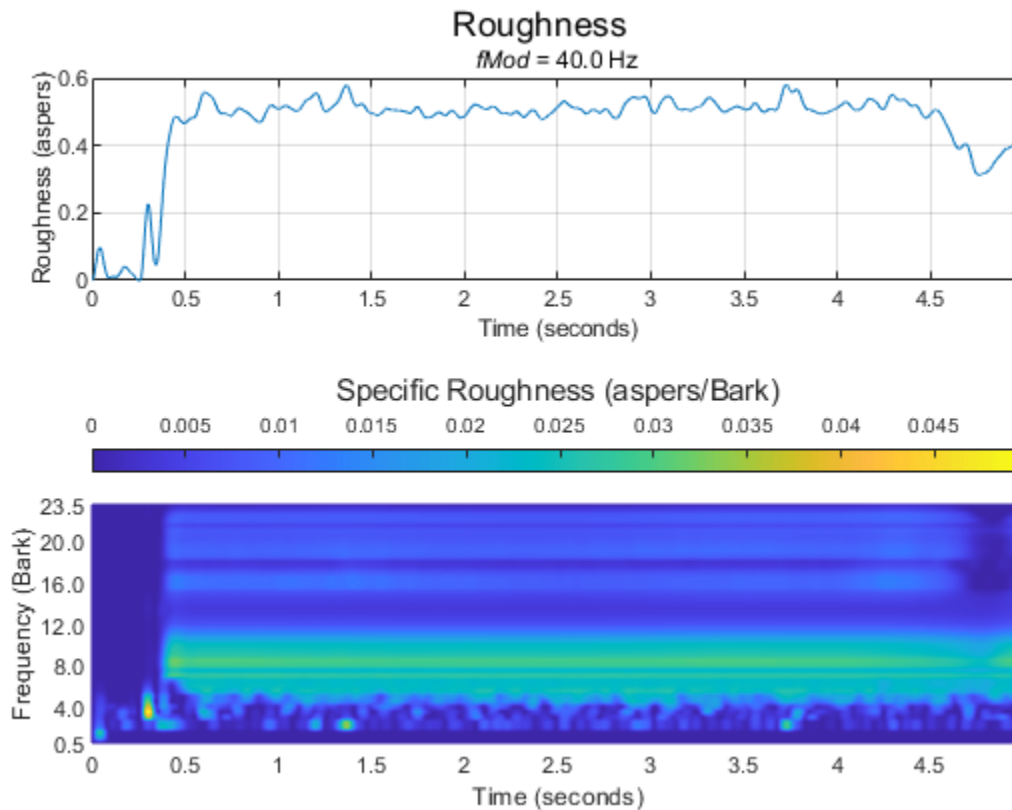 Roughness
fMod = 40.0 Hz
Roughness (aspers)
0.6
0.4
0.2
0
0 0.5 1 1.5 2 2.5 3 3.5 4 4.5
Time (seconds)
Specific Roughness (aspers/Bark)
0 0.005 0.01 0.015 0.02 0.025 0.03 0.035 0.04 0.045
Frequency (Bark)
23.5
20.0
16.0
12.0
8.0
4.0
0.5
0 0.5 1 1.5 2 2.5 3 3.5 4 4.5
Time (seconds)